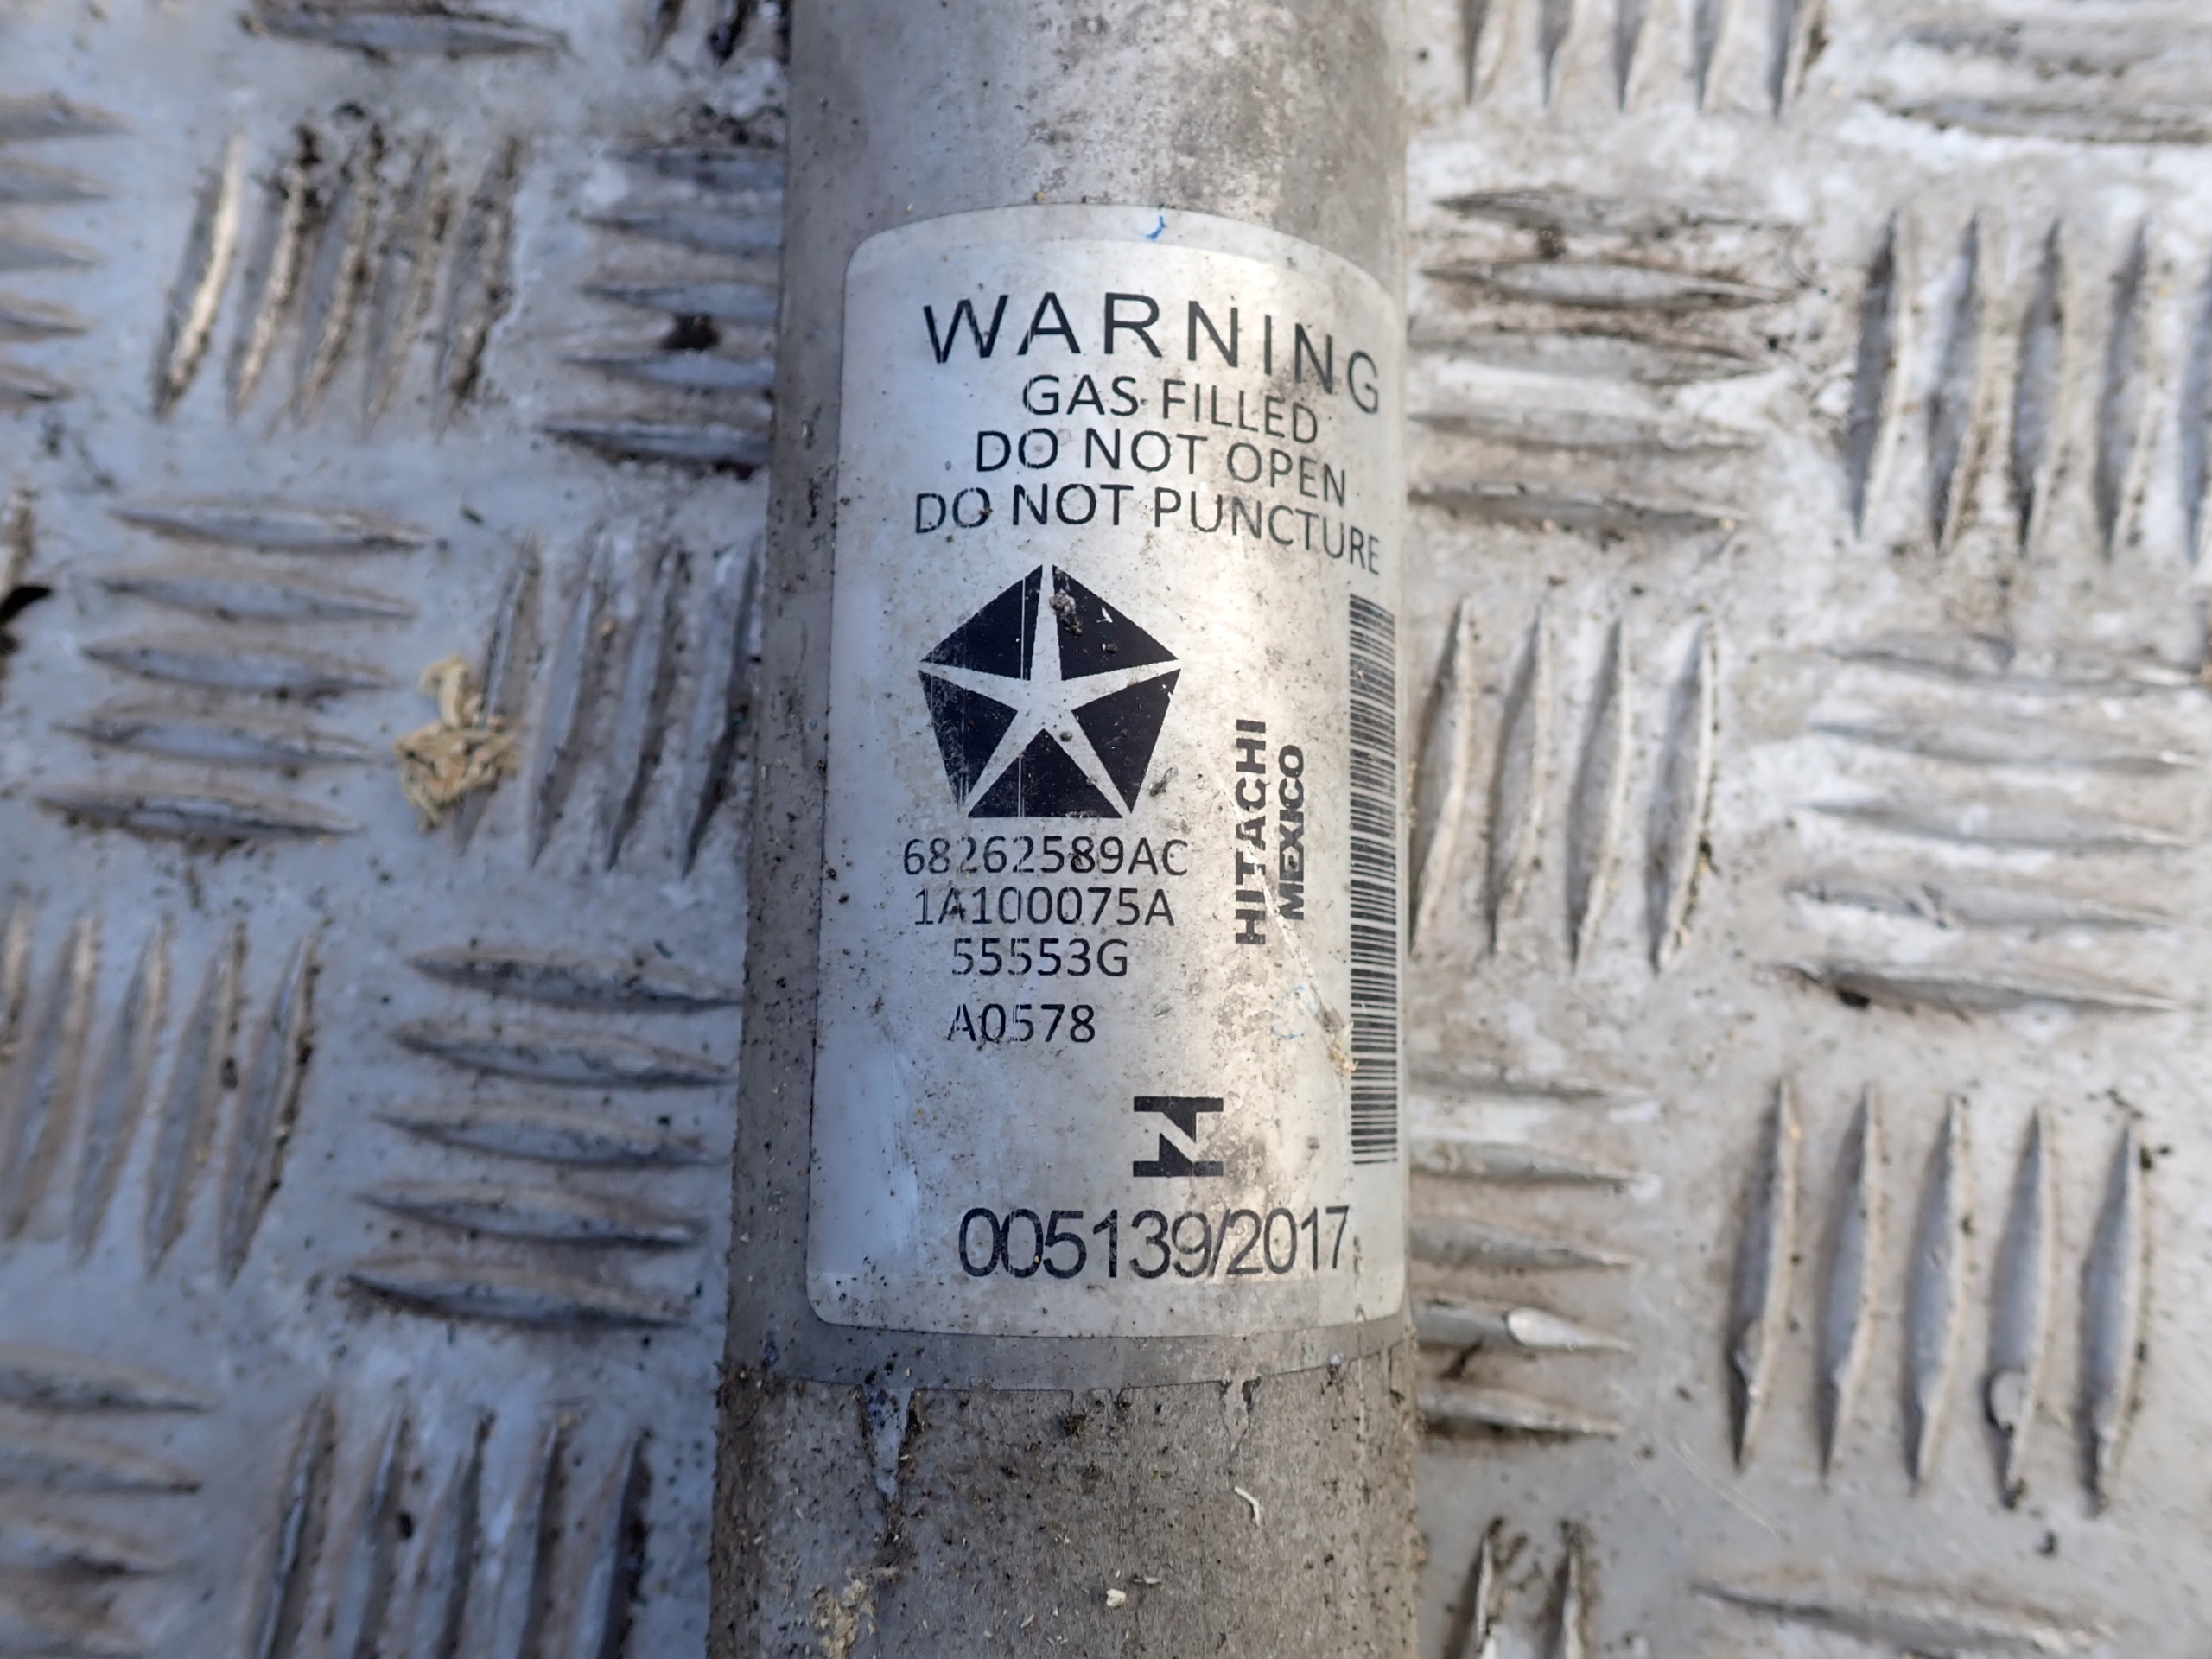 WARNING
GAS FILLED
DO NOT OPEN
DO NOT PUNCTURE
68262589AC
1A100075A
55553G
A0578
HITACHI
MEXICO
005139/2017